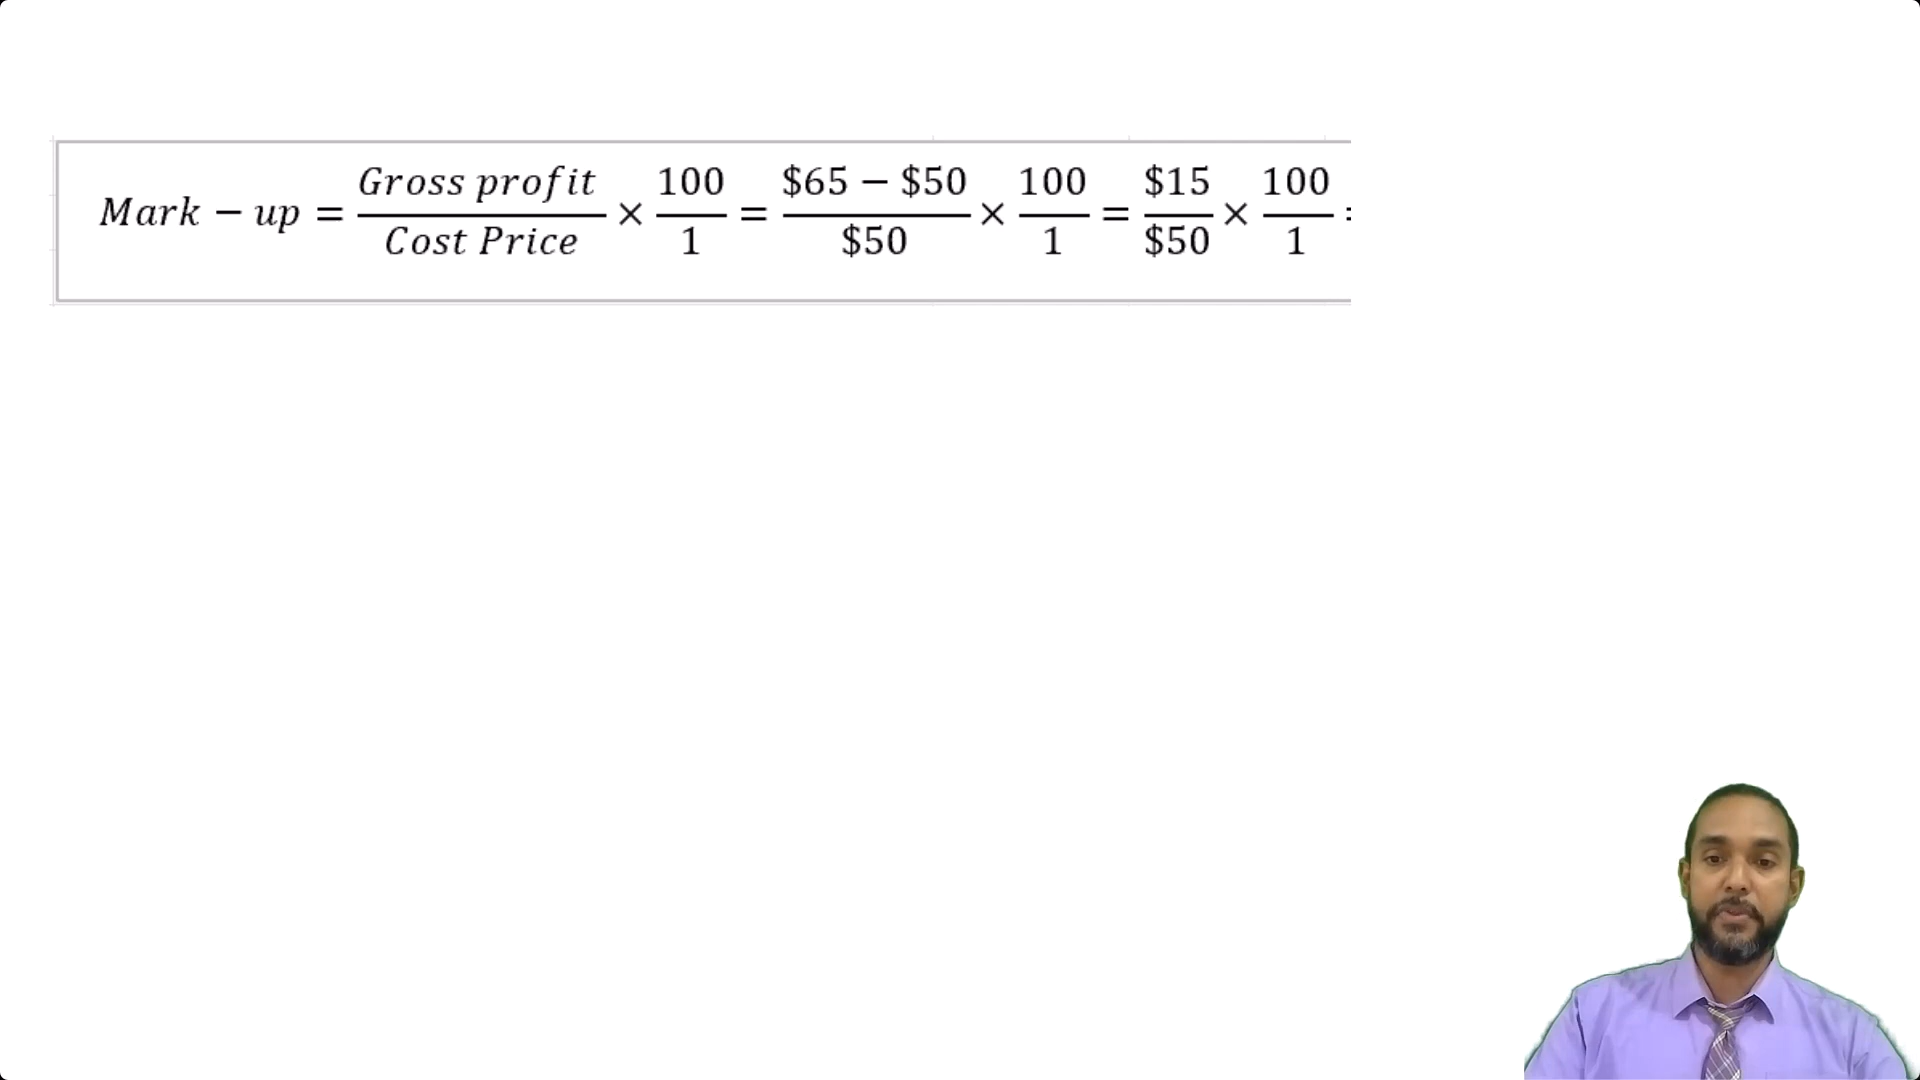 Mark − up = Gross profit / Cost Price × 100 / 1 = $65 − $50 / $50 × 100 / 1 = $15 / $50 × 100 / 1 =